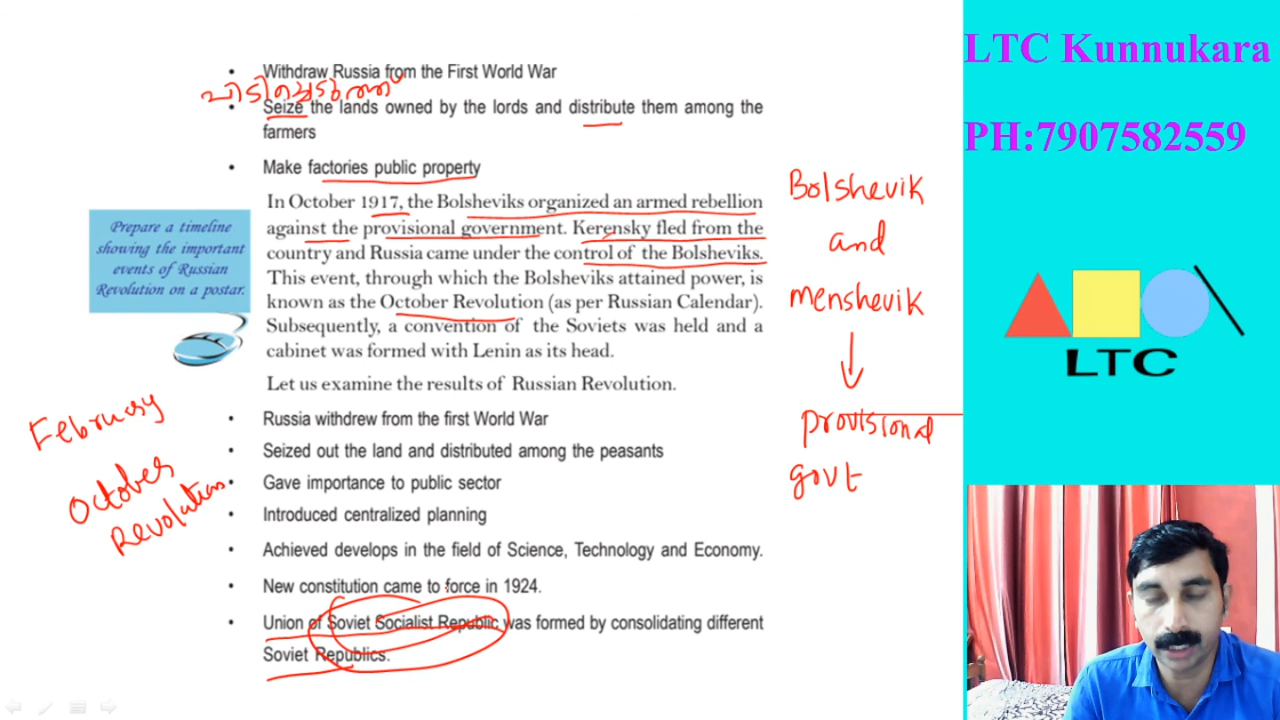 LTC Kunnukara
PH:7907582559
• Withdraw Russia from the First World War
• Seize the lands owned by the lords and distribute them among the
farmers
• Make factories public property
In October 1917, the Bolsheviks organized an armed rebellion
against the provisional government. Kerensky fled from the
country and Russia came under the control of the Bolsheviks.
This event, through which the Bolsheviks attained power, is
known as the October Revolution (as per Russian Calendar).
Subsequently, a convention of the Soviets was held and a
cabinet was formed with Lenin as its head.
Let us examine the results of Russian Revolution.
Prepare a timeline
showing the important
events of Russian
Revolution on a postar.
• Russia withdrew from the first World War
• Seized out the land and distributed among the peasants
• Gave importance to public sector
• Introduced centralized planning
• Achieved develops in the field of Science, Technology and Economy.
• New constitution came to force in 1924.
• Union of Soviet Socialist Republic was formed by consolidating different
Soviet Republics.
February
October
Revolution
Bolshevik
and
menshevik
provisional
govt
LTC